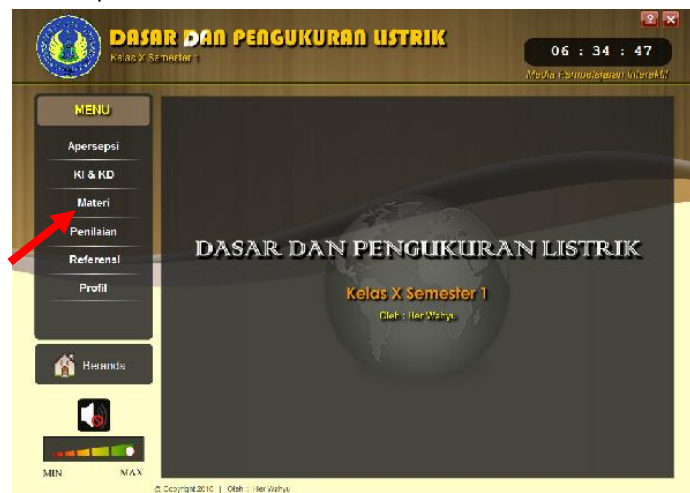 DASAR DAN PENGUKURAN LISTRIK
Kelas X Semester 1
06 : 34 : 47
Media Pembelajaran Interaktif
MENU
Apersepsi
KI & KD
Materi
Penilaian
Referensi
Profil
Beranda
MIN MAX
DASAR DAN PENGUKURAN LISTRIK
Kelas X Semester 1
Oleh : Her Wahyu
@ Copyright 2016 | Oleh : Her Wahyu